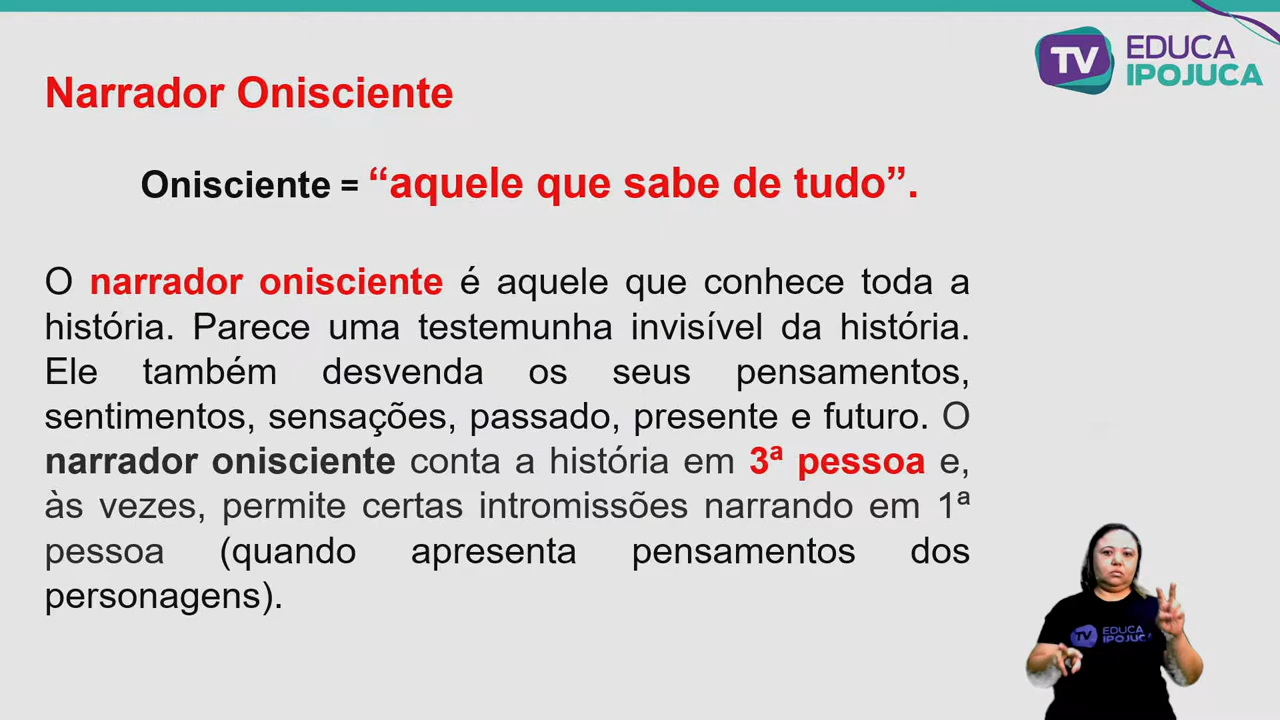 TV EDUCA
IPOJUCA
Narrador Onisciente
Onisciente = “aquele que sabe de tudo”.
O narrador onisciente é aquele que conhece toda a
história. Parece uma testemunha invisível da história.
Ele também desvenda os seus pensamentos,
sentimentos, sensações, passado, presente e futuro. O
narrador onisciente conta a história em 3ª pessoa e,
às vezes, permite certas intromissões narrando em 1ª
pessoa (quando apresenta pensamentos dos
personagens).
TV EDUCA
IPOJUCA